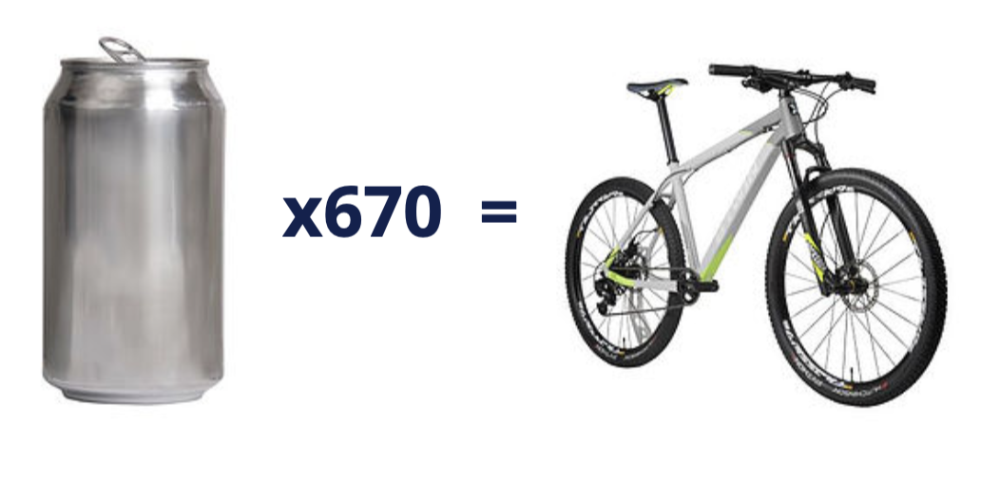 x670 =